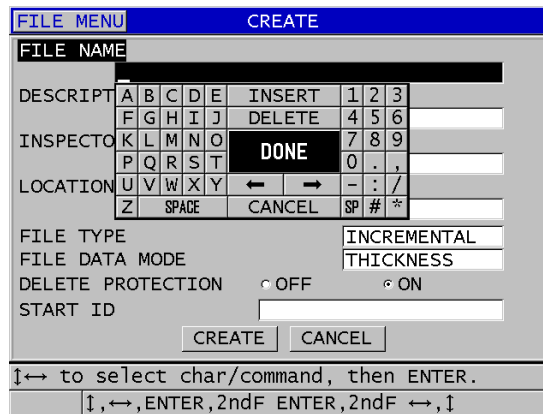 FILE MENU CREATE
FILE NAME
DESCRIPT A B C D E INSERT 1 2 3
F G H I J DELETE 4 5 6
INSPECTO K L M N O DONE 7 8 9
P Q R S T 0 . ,
LOCATION U V W X Y ← → - : /
Z SPACE CANCEL SP # *
FILE TYPE INCREMENTAL
FILE DATA MODE THICKNESS
DELETE PROTECTION OFF ON
START ID
CREATE CANCEL
↕↔ to select char/command, then ENTER.
↕,↔,ENTER,2ndF ENTER,2ndF ↔,↕